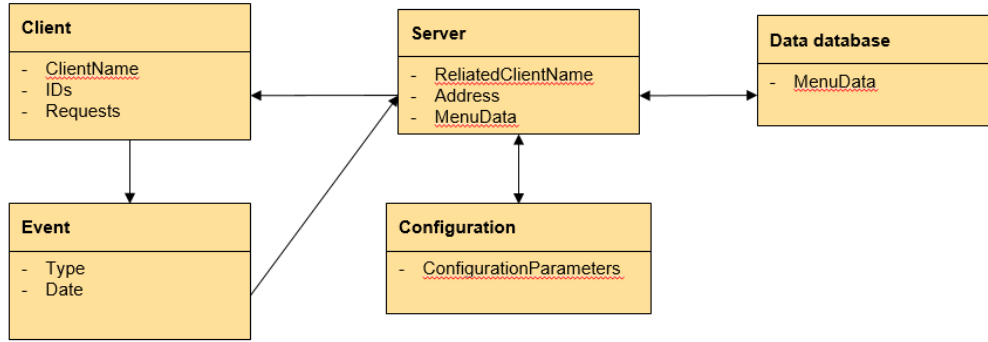 Client
- ClientName
- IDs
- Requests
Server
- ReliatedClientName
- Address
- MenuData
Data database
- MenuData
Event
- Type
- Date
Configuration
- ConfigurationParameters